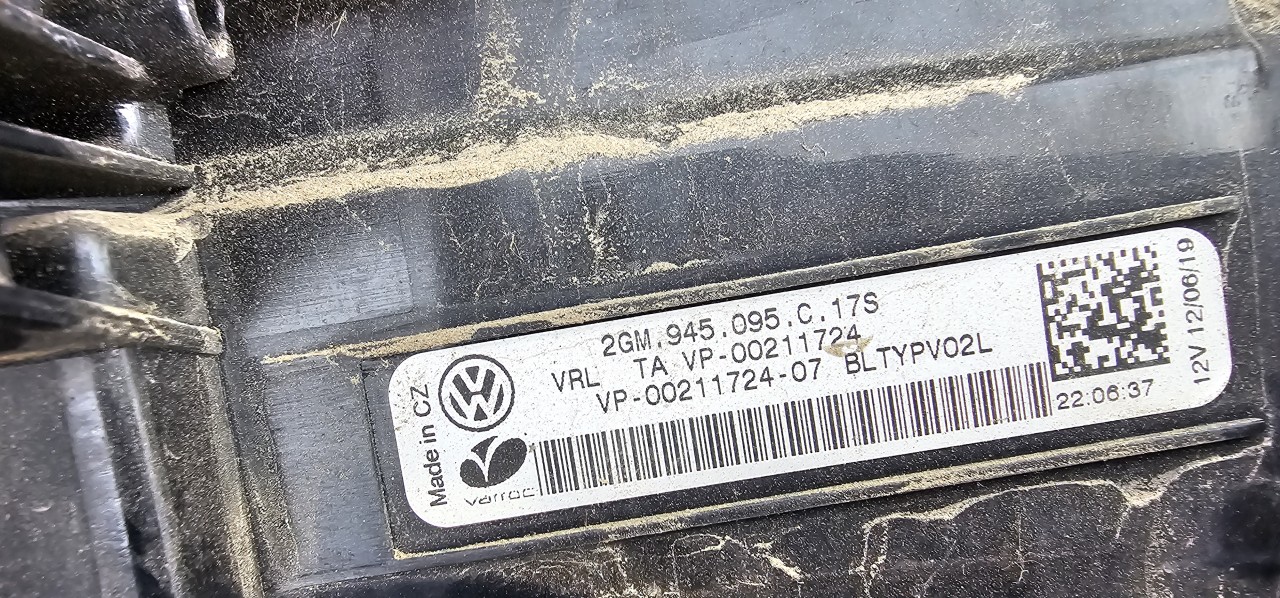 2GM.945.095.C.17S
VRL TA VP-00211724
VP-00211724-07 BLTYPV02L
22:06:37
12V 12/06/19
Made in CZ
VW
varroc